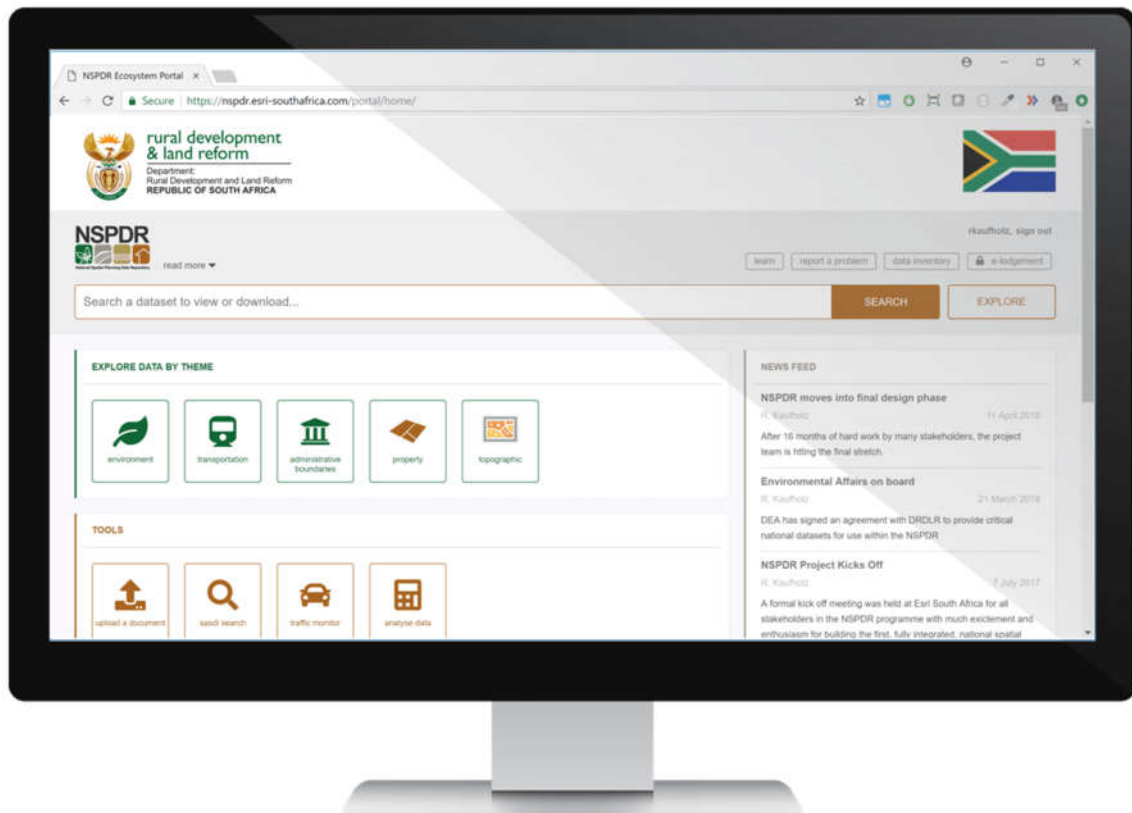 NSPDR Ecosystem Portal
Secure https://nspdr.esri-southafrica.com/portal/home/
rural development
& land reform
Department:
Rural Development and Land Reform
REPUBLIC OF SOUTH AFRICA
NSPDR
National Spatial Planning Data Repository
read more
rkaufholz, sign out
learn
report a problem
data inventory
e-lodgement
Search a dataset to view or download...
SEARCH
EXPLORE
EXPLORE DATA BY THEME
environment
transportation
administrative
boundaries
property
topographic
TOOLS
upload a document
sasdi search
traffic monitor
analyse data
NEWS FEED
NSPDR moves into final design phase
R. Kaufholz 11 April 2018
After 16 months of hard work by many stakeholders, the project
team is htting the final stretch.
Environmental Affairs on board
R. Kaufholz 21 March 2018
DEA has signed an agreement with DRDLR to provide critical
national datasets for use within the NSPDR
NSPDR Project Kicks Off
R. Kaufholz 7 July 2017
A formal kick off meeting was held at Esri South Africa for all
stakeholders in the NSPDR programme with much exictement and
enthusiasm for building the first, fully integrated, national spatial